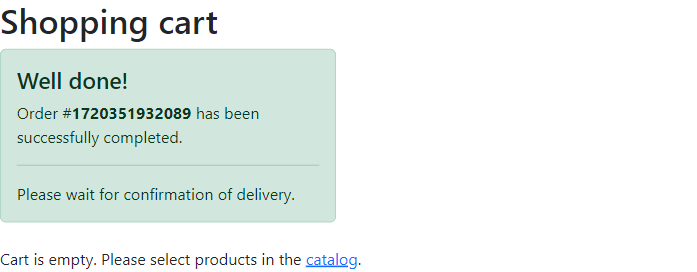 Shopping cart
Well done!
Order #1720351932089 has been
successfully completed.
Please wait for confirmation of delivery.
Cart is empty. Please select products in the catalog.